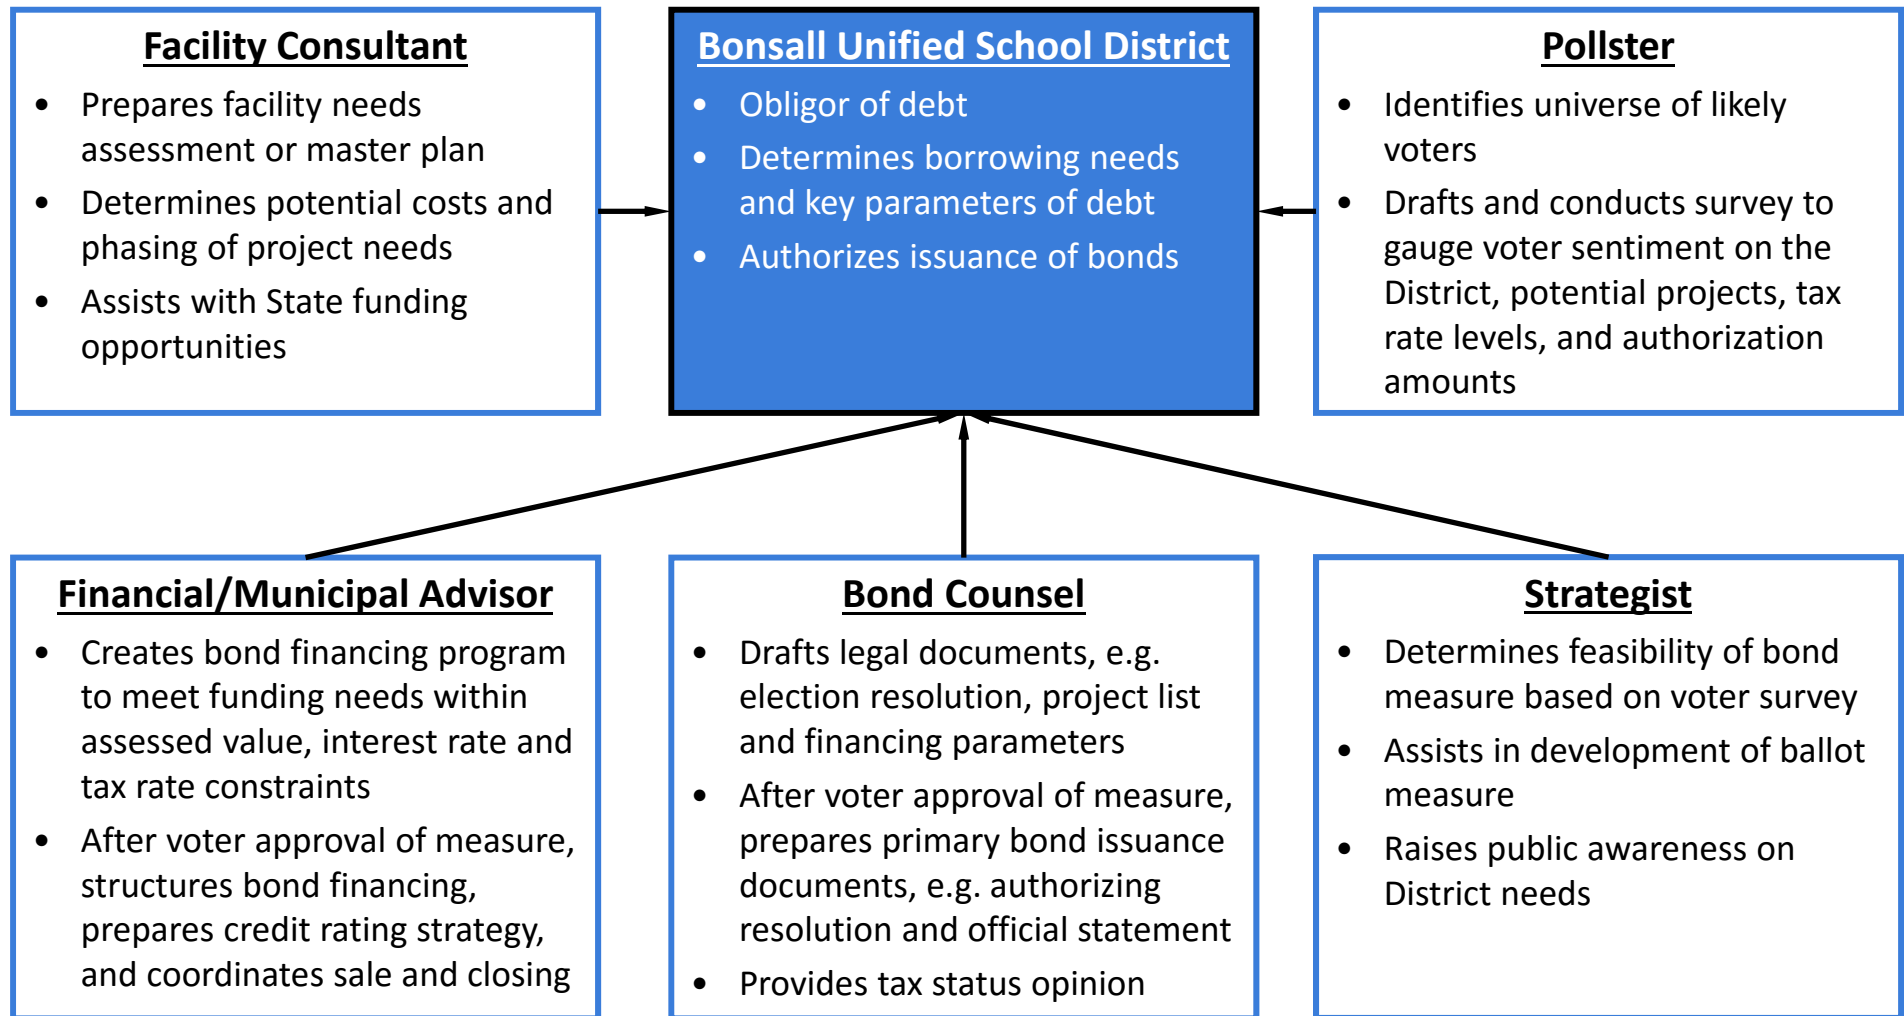 Facility Consultant
• Prepares facility needs
assessment or master plan
• Determines potential costs and
phasing of project needs
• Assists with State funding
opportunities
Bonsall Unified School District
• Obligor of debt
• Determines borrowing needs
and key parameters of debt
• Authorizes issuance of bonds
Pollster
• Identifies universe of likely
voters
• Drafts and conducts survey to
gauge voter sentiment on the
District, potential projects, tax
rate levels, and authorization
amounts
Financial/Municipal Advisor
• Creates bond financing program
to meet funding needs within
assessed value, interest rate and
tax rate constraints
• After voter approval of measure,
structures bond financing,
prepares credit rating strategy,
and coordinates sale and closing
Bond Counsel
• Drafts legal documents, e.g.
election resolution, project list
and financing parameters
• After voter approval of measure,
prepares primary bond issuance
documents, e.g. authorizing
resolution and official statement
• Provides tax status opinion
Strategist
• Determines feasibility of bond
measure based on voter survey
• Assists in development of ballot
measure
• Raises public awareness on
District needs